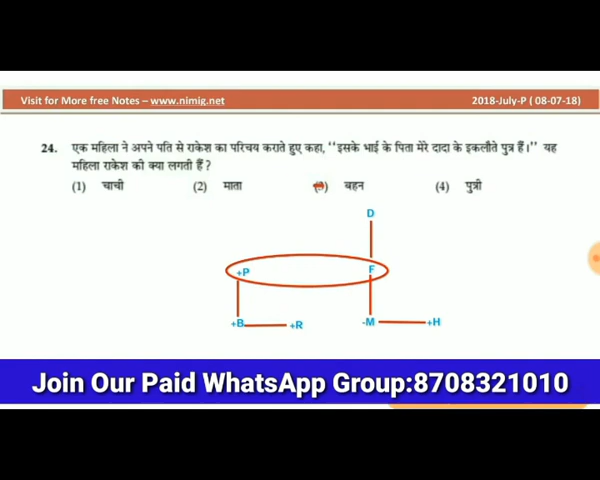 Visit for More free Notes – www.nimig.net 2018-July-P ( 08-07-18)
24. एक महिला ने अपने पति से राकेश का परिचय कराते हुए कहा, ''इसके भाई के पिता मेरे दादा के इकलौते पुत्र हैं।'' यह
महिला राकेश की क्या लगती हैं?
(1) चाची (2) माता (3) बहन (4) पुत्री
D
+P F
+B +R -M +H
Join Our Paid WhatsApp Group:8708321010